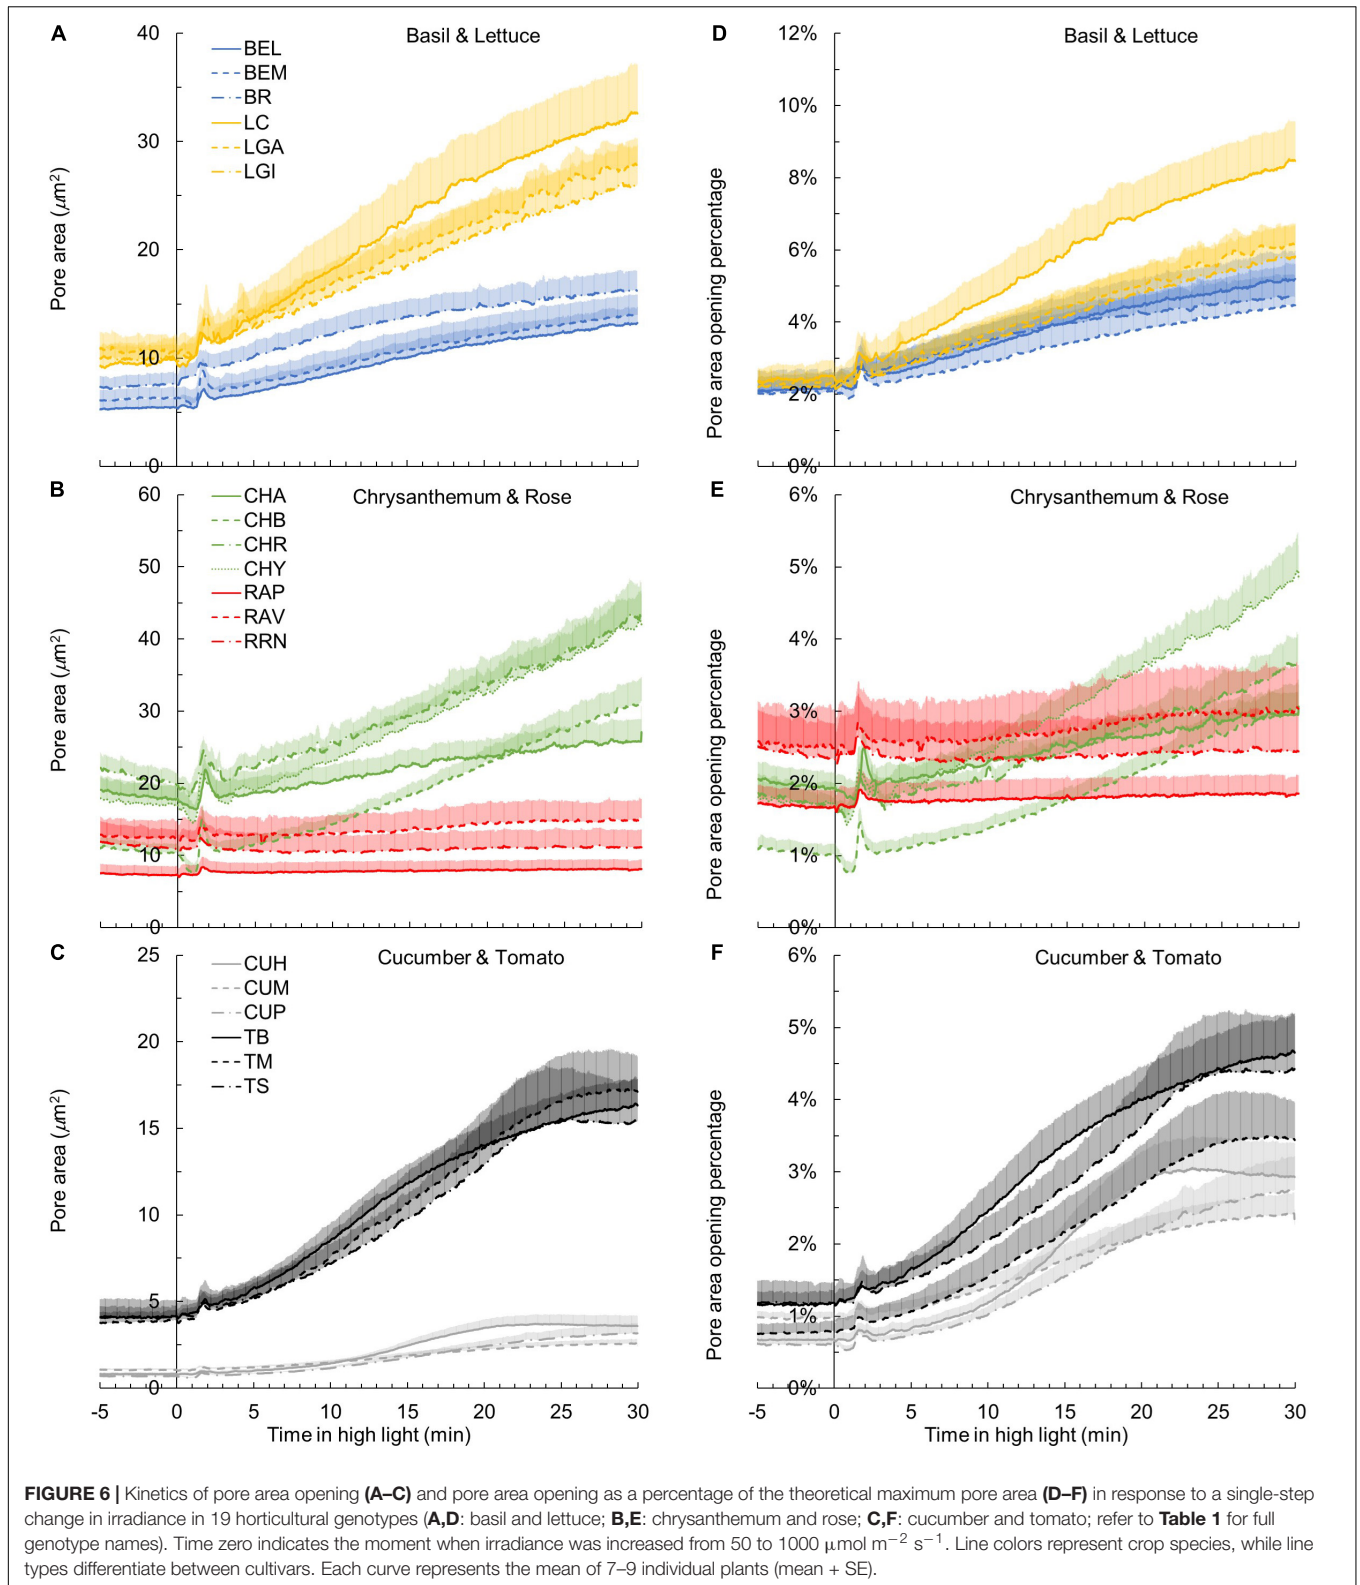 A
Basil & Lettuce
40
30
20
10
0
Pore area (μm²)
BEL
BEM
BR
LC
LGA
LGI
D
Basil & Lettuce
12%
10%
8%
6%
4%
2%
0%
Pore area opening percentage
B
Chrysanthemum & Rose
60
50
40
30
20
10
0
Pore area (μm²)
CHA
CHB
CHR
CHY
RAP
RAV
RRN
E
Chrysanthemum & Rose
6%
5%
4%
3%
2%
1%
0%
Pore area opening percentage
C
Cucumber & Tomato
25
20
15
10
5
0
Pore area (μm²)
CUH
CUM
CUP
TB
TM
TS
-5 0 5 10 15 20 25 30
Time in high light (min)
F
Cucumber & Tomato
6%
5%
4%
3%
2%
1%
0%
Pore area opening percentage
-5 0 5 10 15 20 25 30
Time in high light (min)
FIGURE 6 | Kinetics of pore area opening (A–C) and pore area opening as a percentage of the theoretical maximum pore area (D–F) in response to a single-step
change in irradiance in 19 horticultural genotypes (A,D: basil and lettuce; B,E: chrysanthemum and rose; C,F: cucumber and tomato; refer to Table 1 for full
genotype names). Time zero indicates the moment when irradiance was increased from 50 to 1000 μmol m⁻² s⁻¹. Line colors represent crop species, while line
types differentiate between cultivars. Each curve represents the mean of 7–9 individual plants (mean + SE).